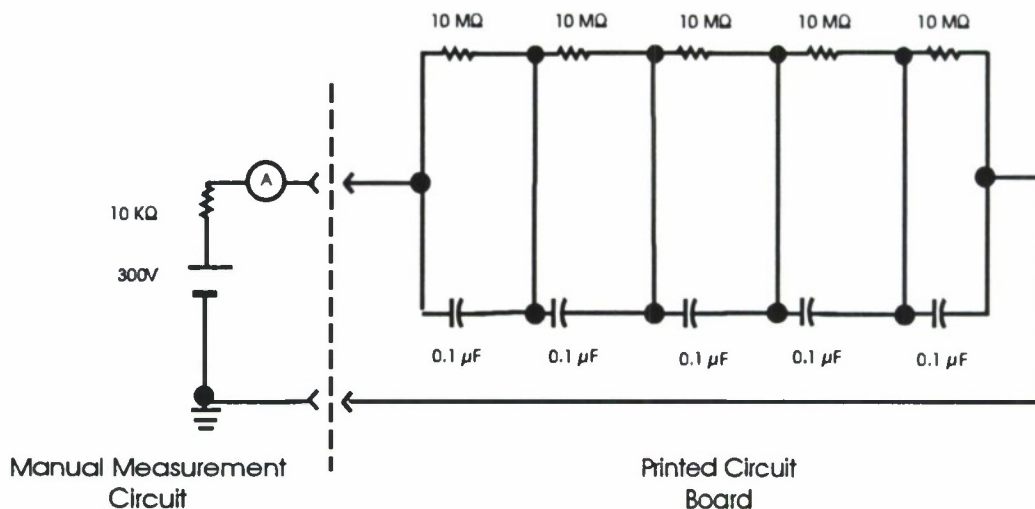 10 MΩ 10 MΩ 10 MΩ 10 MΩ 10 MΩ
A
10 KΩ
300V
0.1 µF 0.1 µF 0.1 µF 0.1 µF 0.1 µF
Manual Measurement
Circuit
Printed Circuit
Board